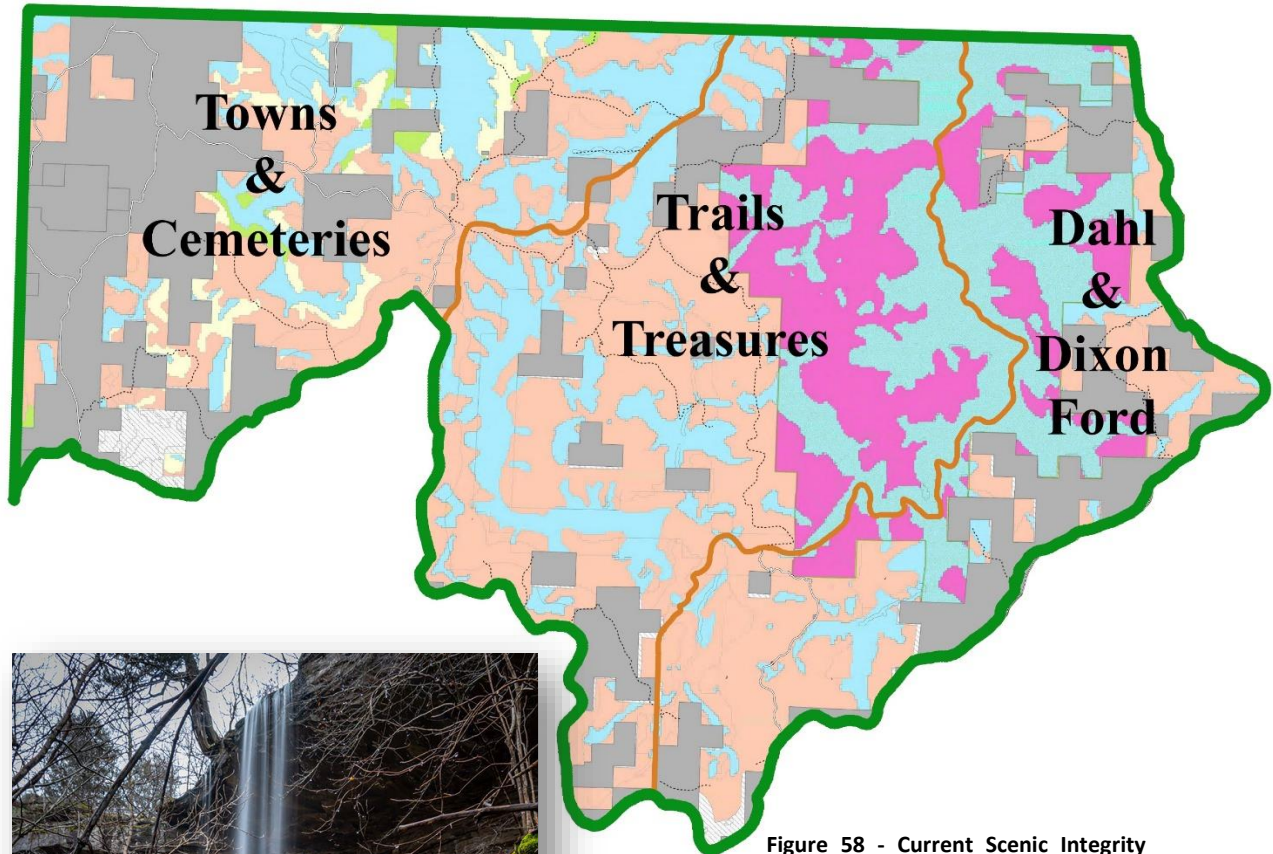 Towns
&
Cemeteries
Trails
&
Treasures
Dahl
&
Dixon
Ford
Figure 58 - Current Scenic Integrity